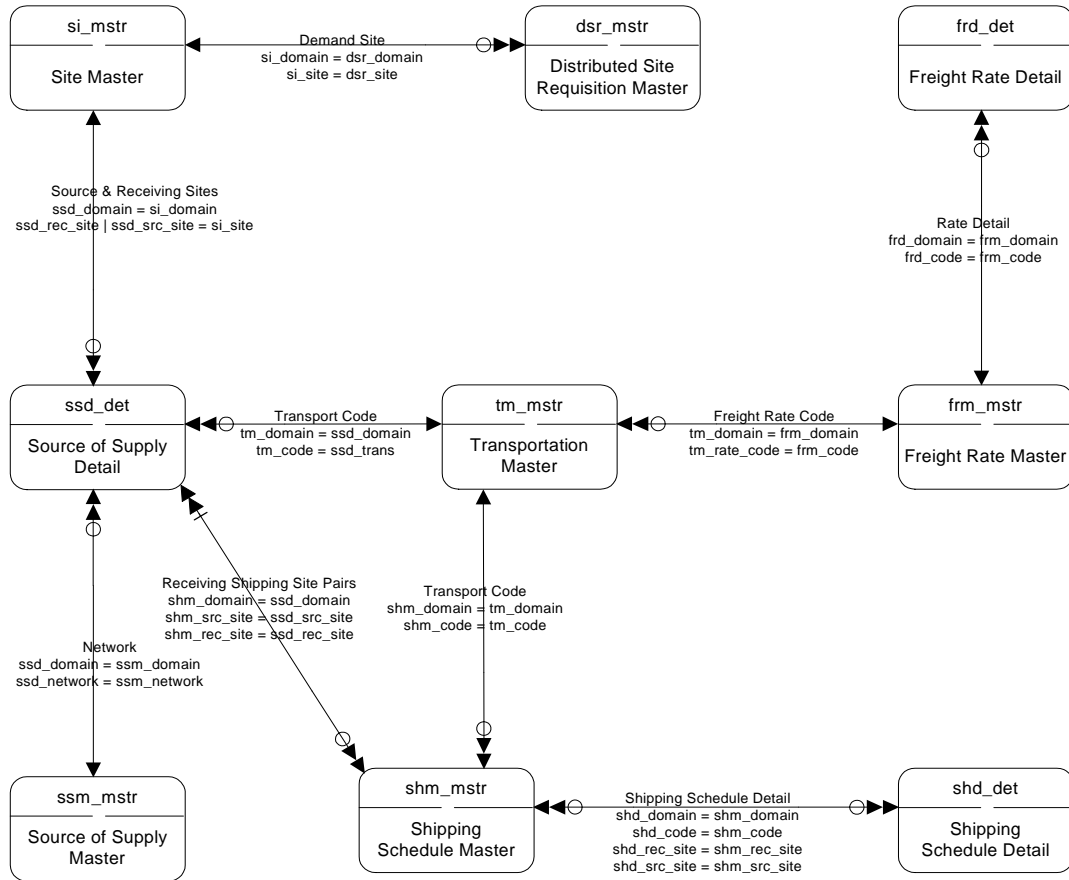 si_mstr
Site Master
Demand Site
si_domain = dsr_domain
si_site = dsr_site
dsr_mstr
Distributed Site
Requisition Master
frd_det
Freight Rate Detail
Source & Receiving Sites
ssd_domain = si_domain
ssd_rec_site | ssd_src_site = si_site
Rate Detail
frd_domain = frm_domain
frd_code = frm_code
ssd_det
Source of Supply
Detail
Transport Code
tm_domain = ssd_domain
tm_code = ssd_trans
tm_mstr
Transportation
Master
Freight Rate Code
tm_domain = frm_domain
tm_rate_code = frm_code
frm_mstr
Freight Rate Master
Receiving Shipping Site Pairs
shm_domain = ssd_domain
shm_src_site = ssd_src_site
shm_rec_site = ssd_rec_site
Transport Code
shm_domain = tm_domain
shm_code = tm_code
Network
ssd_domain = ssm_domain
ssd_network = ssm_network
ssm_mstr
Source of Supply
Master
shm_mstr
Shipping
Schedule Master
Shipping Schedule Detail
shd_domain = shm_domain
shd_code = shm_code
shd_rec_site = shm_rec_site
shd_src_site = shm_src_site
shd_det
Shipping
Schedule Detail